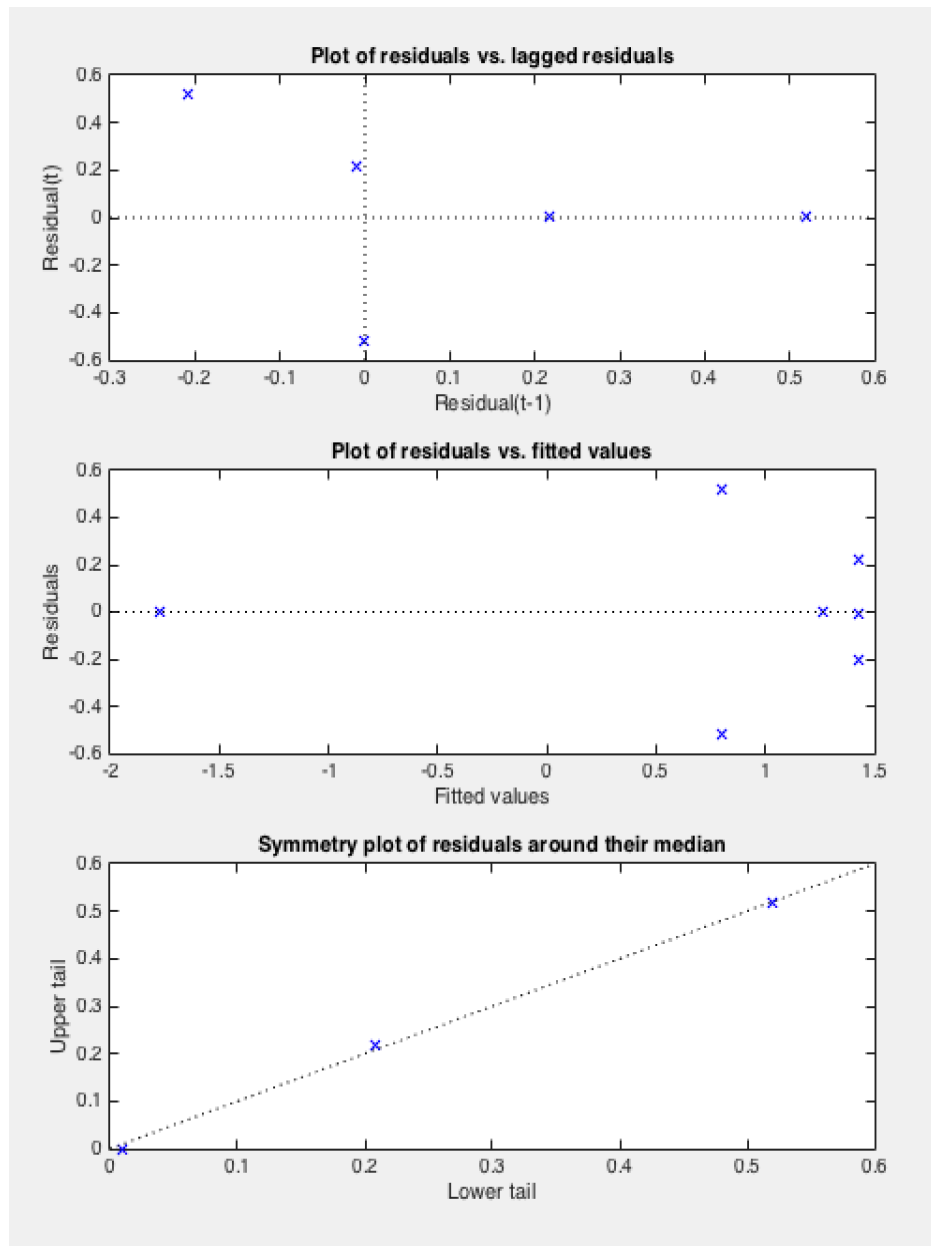 Plot of residuals vs. lagged residuals
0.6
0.4
0.2
0
-0.2
-0.4
-0.6
Residual(t)
-0.3 -0.2 -0.1 0 0.1 0.2 0.3 0.4 0.5 0.6
Residual(t-1)
Plot of residuals vs. fitted values
0.6
0.4
0.2
0
-0.2
-0.4
-0.6
Residuals
-2 -1.5 -1 -0.5 0 0.5 1 1.5
Fitted values
Symmetry plot of residuals around their median
0.6
0.5
0.4
0.3
0.2
0.1
0
Upper tail
0 0.1 0.2 0.3 0.4 0.5 0.6
Lower tail